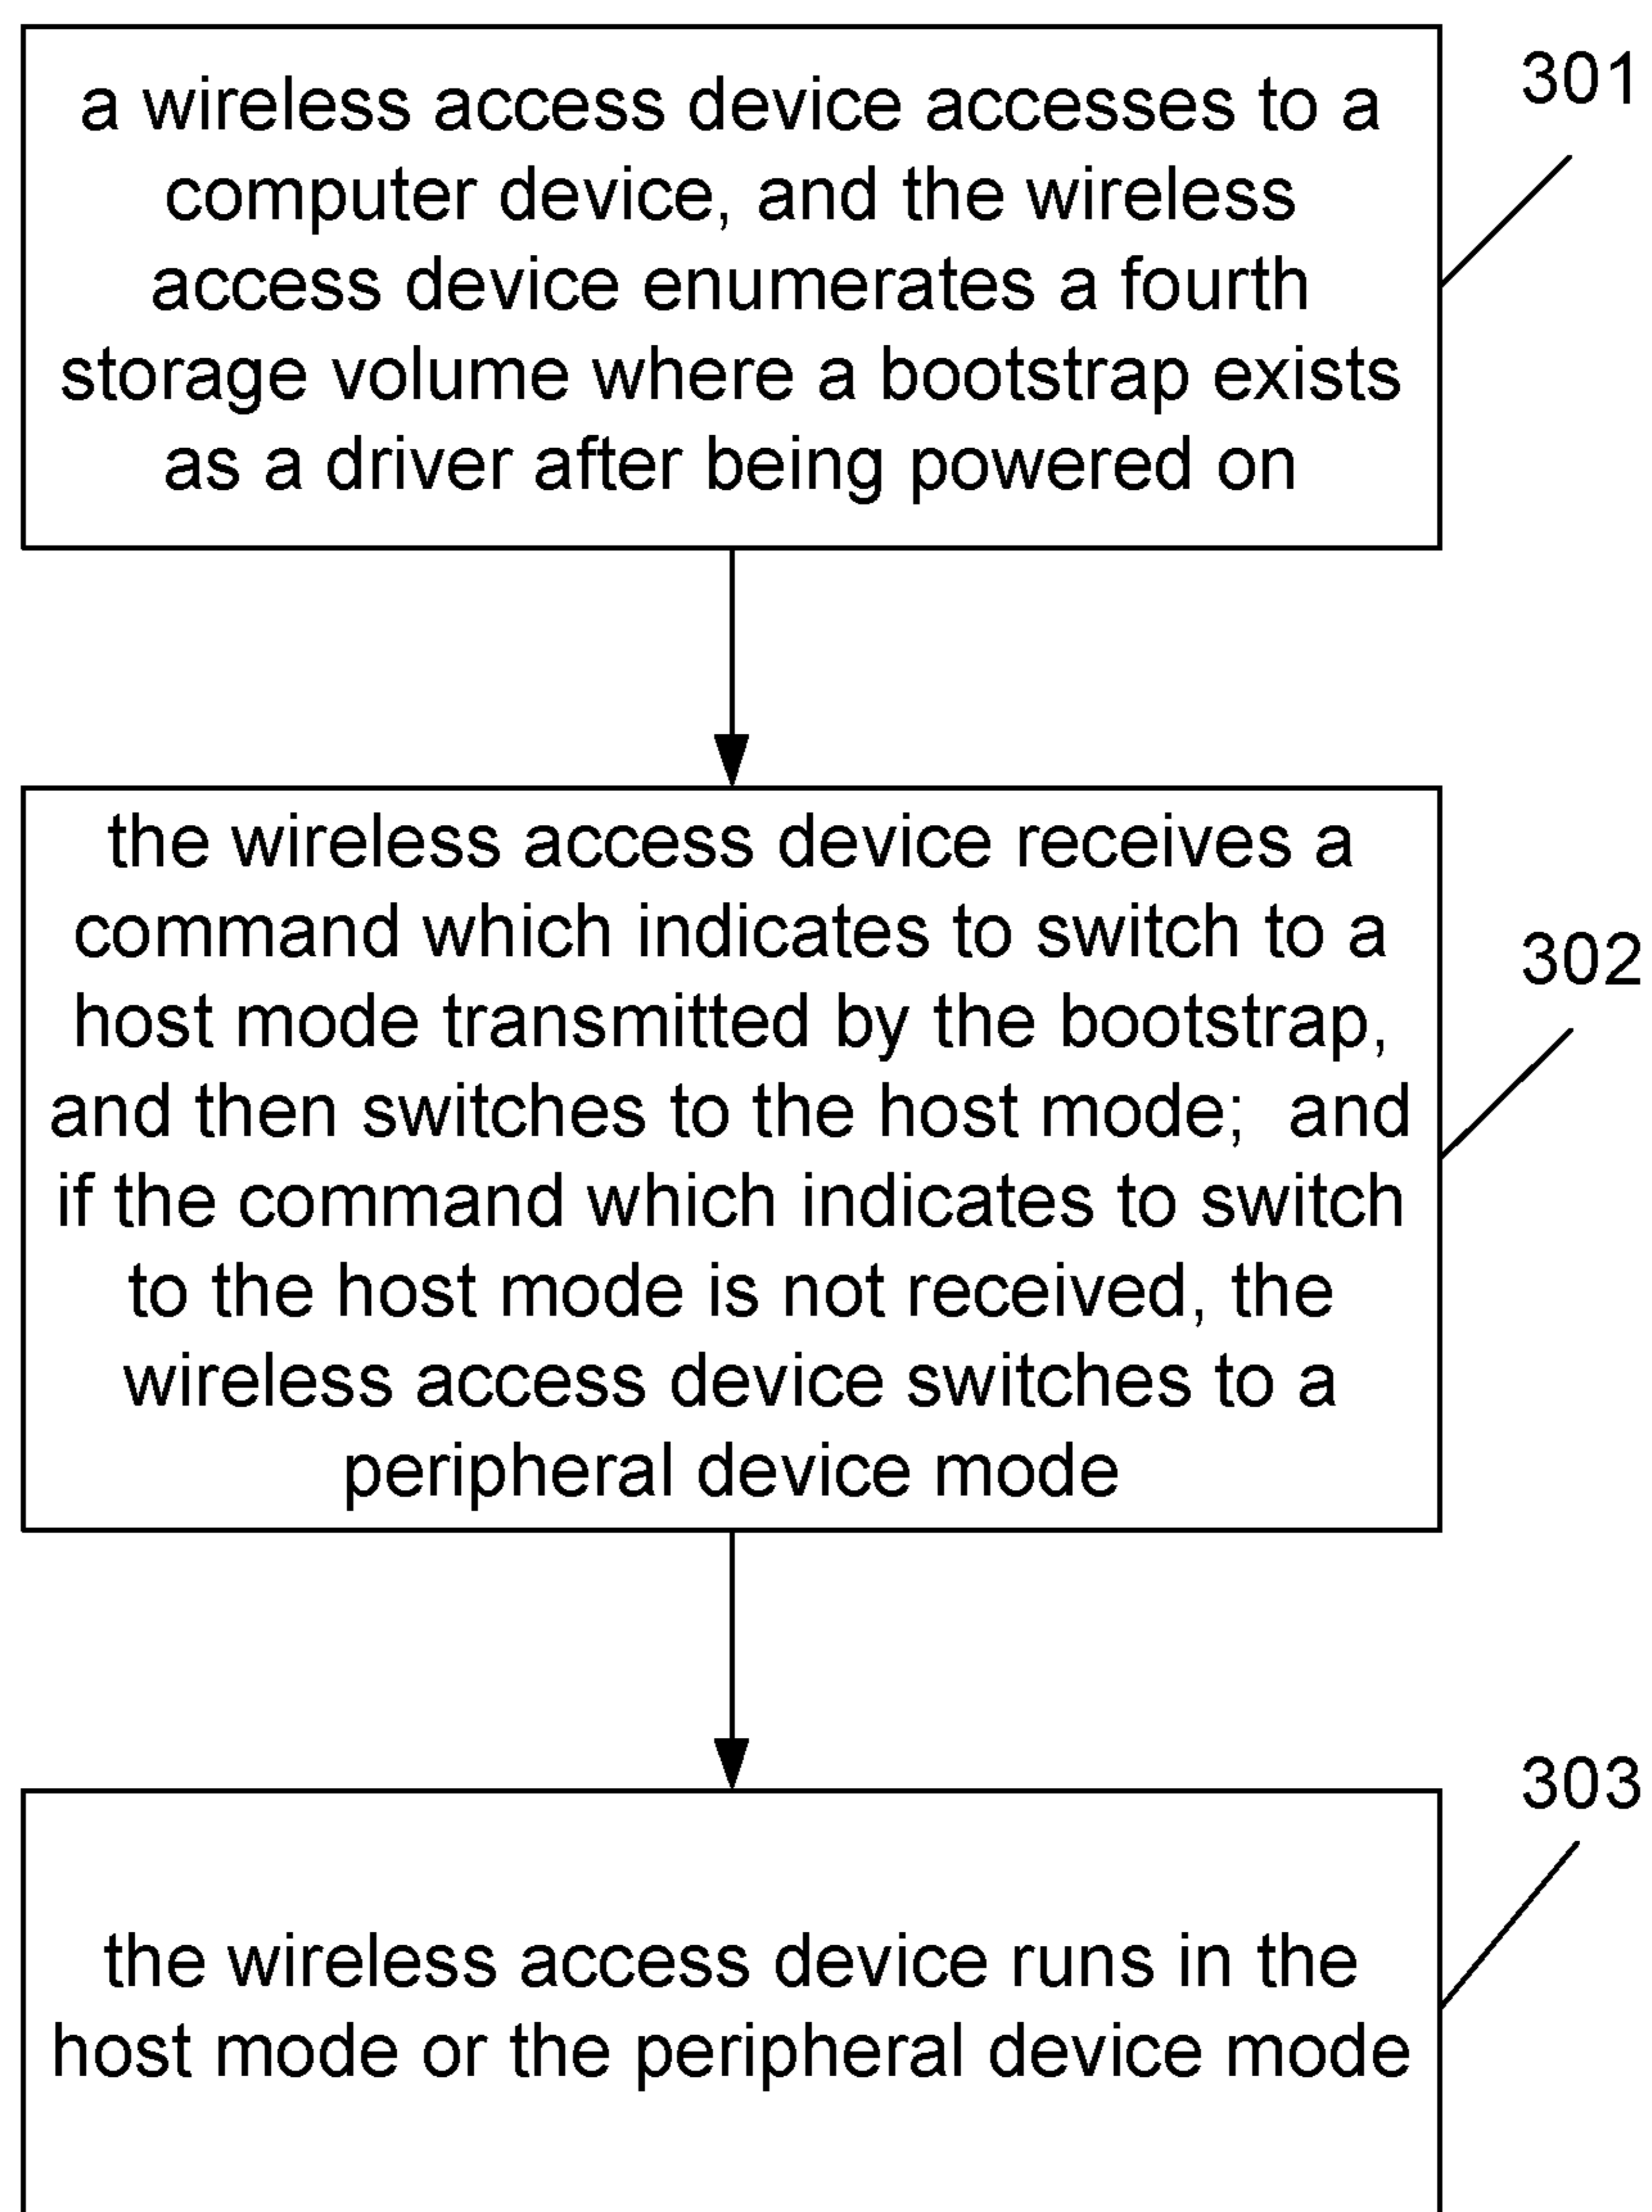 a wireless access device accesses to a
computer device, and the wireless
access device enumerates a fourth
storage volume where a bootstrap exists
as a driver after being powered on
301
the wireless access device receives a
command which indicates to switch to a
host mode transmitted by the bootstrap,
and then switches to the host mode;  and
if the command which indicates to switch
to the host mode is not received, the
wireless access device switches to a
peripheral device mode
302
the wireless access device runs in the
host mode or the peripheral device mode
303